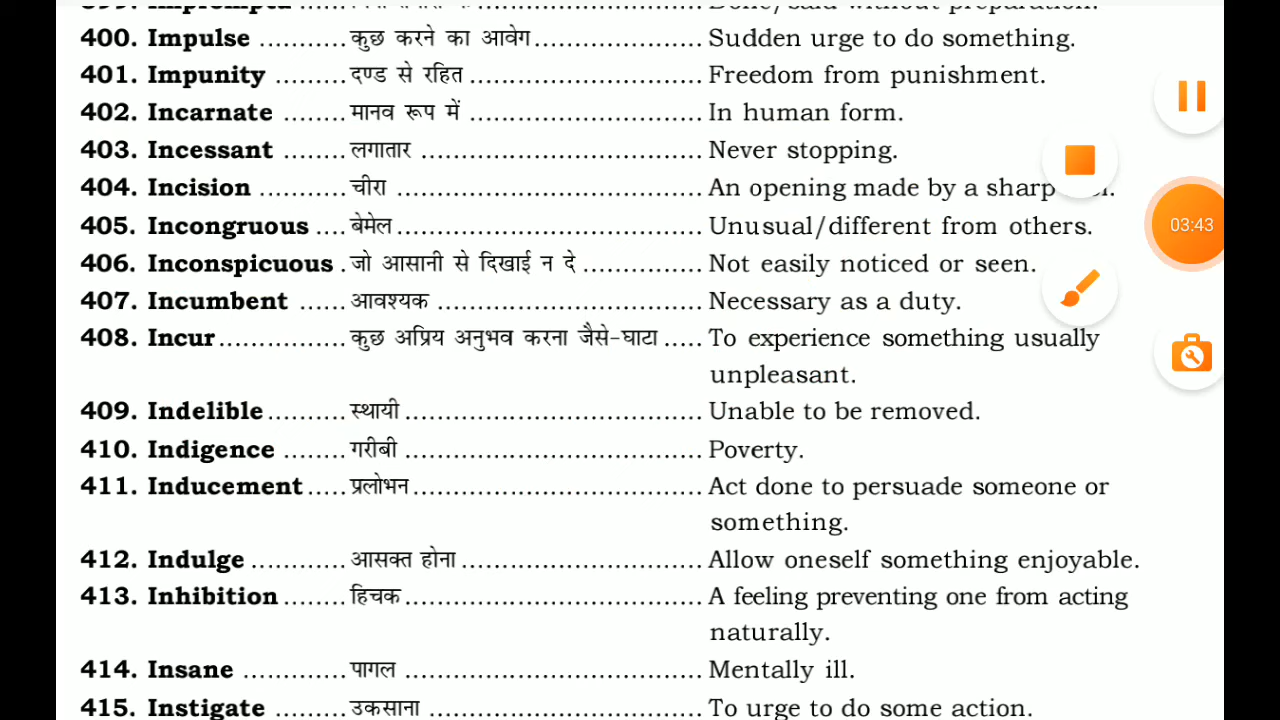 400. Impulse ........... कुछ करने का आवेग..................... Sudden urge to do something.
401. Impunity ......... दण्ड से रहित ............................. Freedom from punishment.
402. Incarnate ........ मानव रूप में ............................. In human form.
403. Incessant ........ लगातार ................................... Never stopping.
404. Incision ........... चीरा ....................................... An opening made by a sharp
405. Incongruous .... बेमेल ...................................... Unusual/different from others.
406. Inconspicuous . जो आसानी से दिखाई न दे ............... Not easily noticed or seen.
407. Incumbent ...... आवश्यक ................................. Necessary as a duty.
408. Incur................ कुछ अप्रिय अनुभव करना जैसे-घाटा ..... To experience something usually
unpleasant.
409. Indelible.......... स्थायी ..................................... Unable to be removed.
410. Indigence ........ गरीबी ..................................... Poverty.
411. Inducement ..... प्रलोभन.................................... Act done to persuade someone or
something.
412. Indulge ............ आसक्त होना .............................. Allow oneself something enjoyable.
413. Inhibition ........ हिचक ..................................... A feeling preventing one from acting
naturally.
414. Insane ............. पागल ...................................... Mentally ill.
415. Instigate .......... उकसाना .................................. To urge to do some action.
03:43